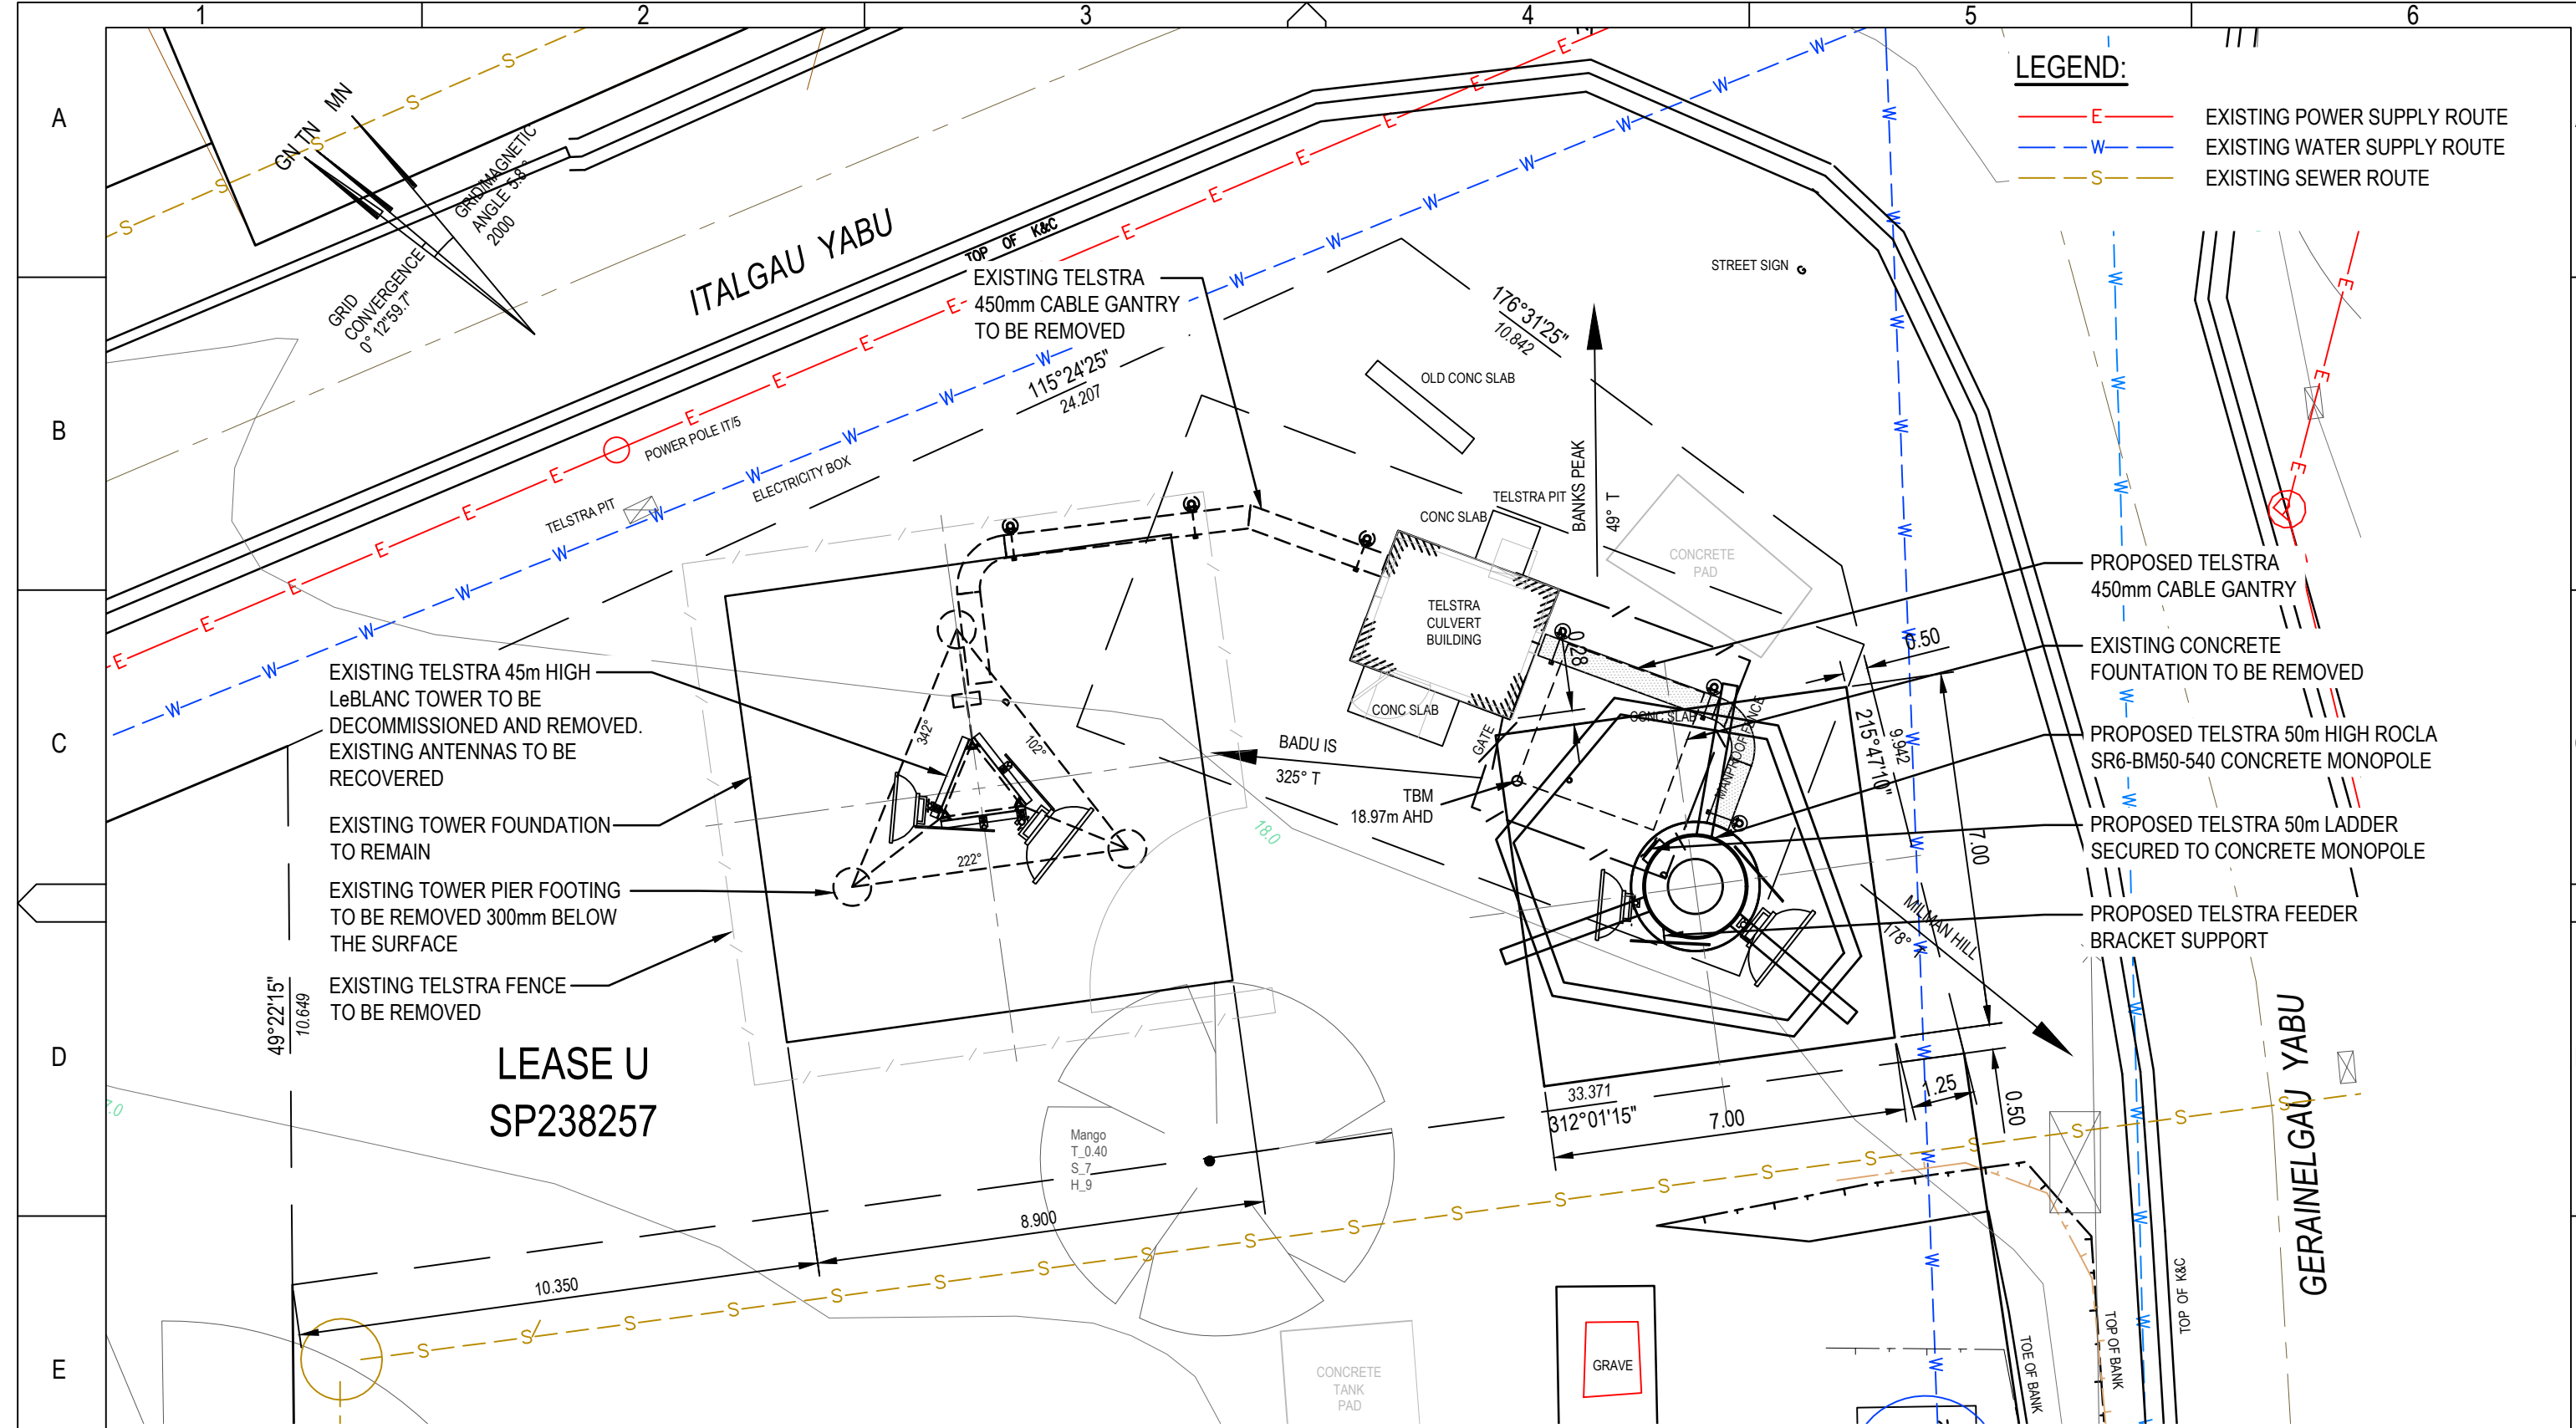 1
2
3
4
5
6
A
B
C
D
E
LEGEND:
E
EXISTING POWER SUPPLY ROUTE
W
EXISTING WATER SUPPLY ROUTE
S
EXISTING SEWER ROUTE
GN TN MN
GRID/MAGNETIC
ANGLE 5.8°
2000
GRID
CONVERGENCE
0° 12"59.7"
ITALGAU YABU
TOP OF K&C
EXISTING TELSTRA
450mm CABLE GANTRY
TO BE REMOVED
115°24'25"
24.207
176°31'25"
10.842
STREET SIGN
OLD CONC SLAB
BANKS PEAK
49° T
POWER POLE IT/5
ELECTRICITY BOX
TELSTRA PIT
TELSTRA PIT
CONC SLAB
CONCRETE
PAD
TELSTRA
CULVERT
BUILDING
CONC SLAB
CONC SLAB
GATE
MANPROOF FENCE
0.28
0.50
215°47'10"
9.942
7.00
BADU IS
325° T
TBM
18.97m AHD
18.0
MILMAN HILL
178°
342°
102°
222°
EXISTING TELSTRA 45m HIGH
LeBLANC TOWER TO BE
DECOMMISSIONED AND REMOVED.
EXISTING ANTENNAS TO BE
RECOVERED
EXISTING TOWER FOUNDATION
TO REMAIN
EXISTING TOWER PIER FOOTING
TO BE REMOVED 300mm BELOW
THE SURFACE
EXISTING TELSTRA FENCE
TO BE REMOVED
PROPOSED TELSTRA
450mm CABLE GANTRY
EXISTING CONCRETE
FOUNTATION TO BE REMOVED
PROPOSED TELSTRA 50m HIGH ROCLA
SR6-BM50-540 CONCRETE MONOPOLE
PROPOSED TELSTRA 50m LADDER
SECURED TO CONCRETE MONOPOLE
PROPOSED TELSTRA FEEDER
BRACKET SUPPORT
49°22'15"
10.649
LEASE U
SP238257
7.0
Mango
T_0.40
S_7
H_9
33.371
312°01'15"
7.00
1.25
0.50
8.900
10.350
GERAINELGAU YABU
TOP OF K&C
TOP OF BANK
TOE OF BANK
GRAVE
CONCRETE
TANK
PAD